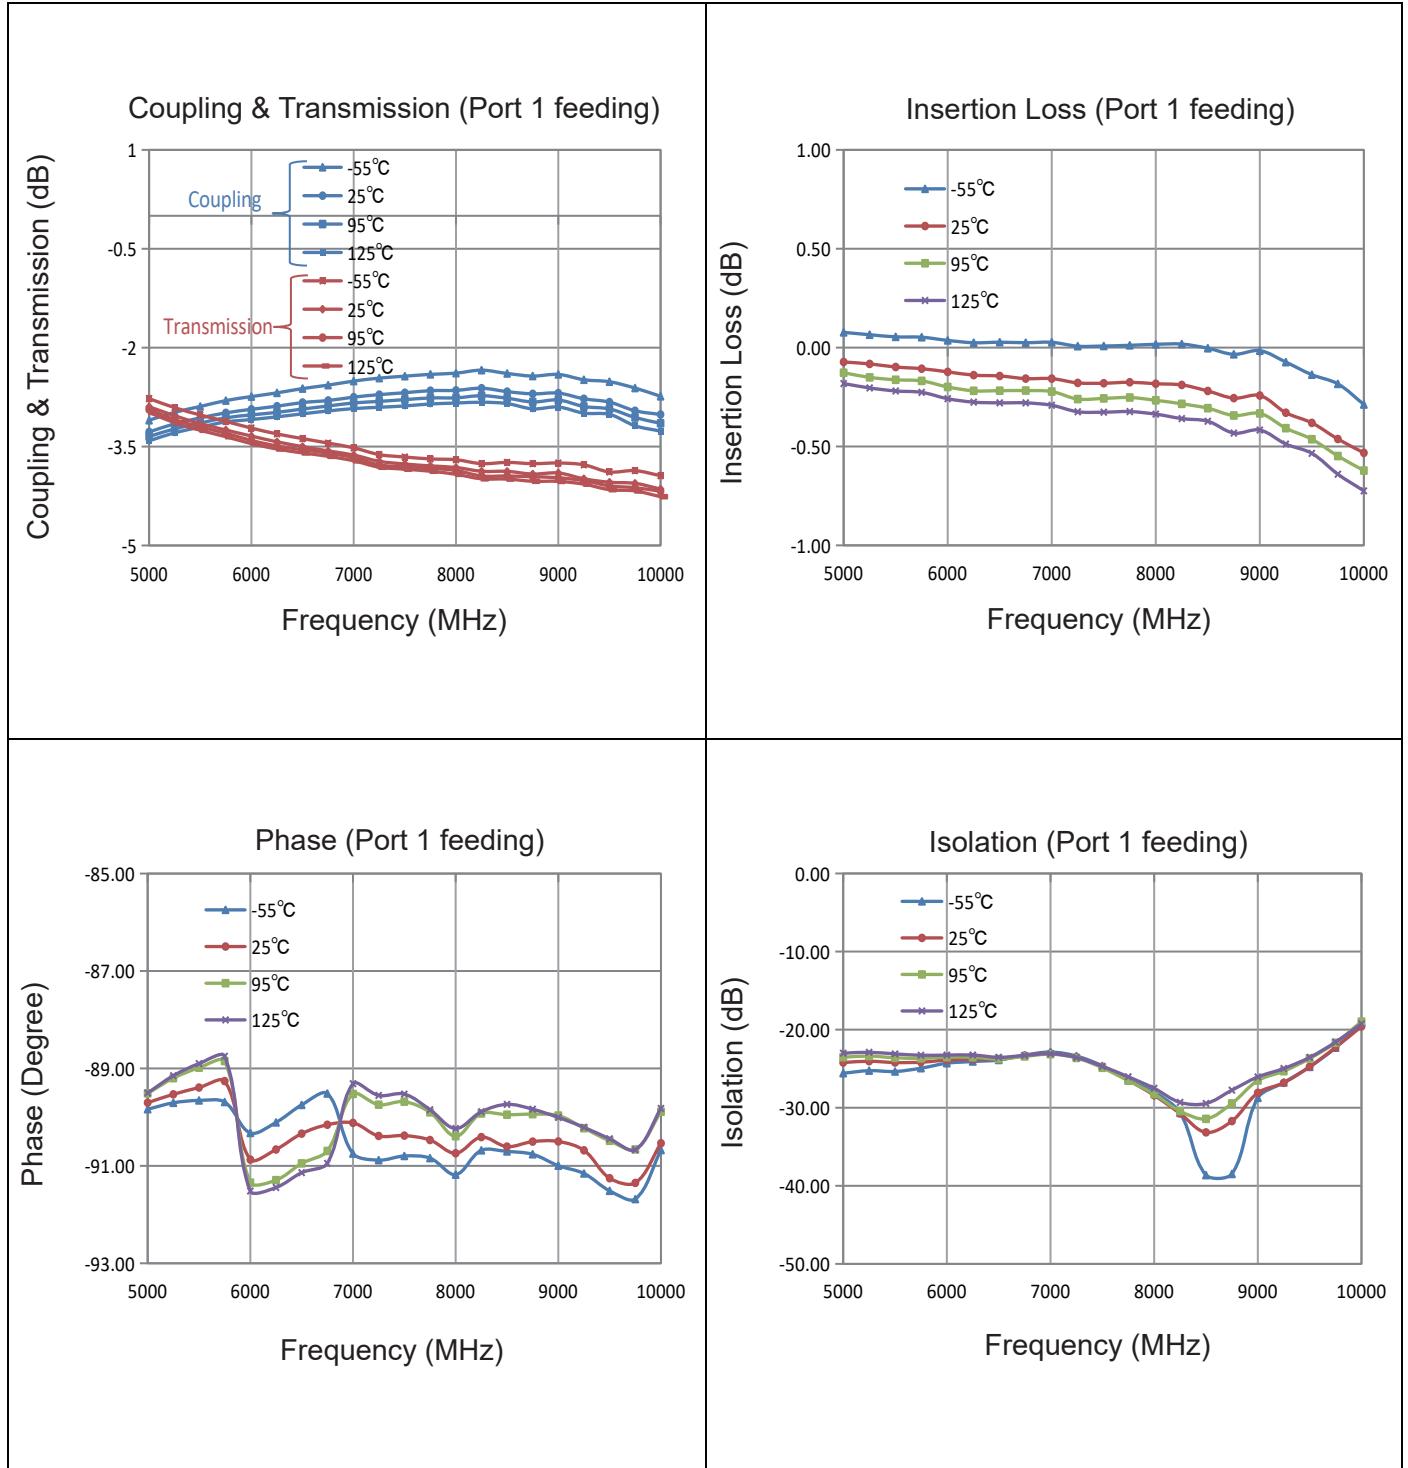 Coupling & Transmission (Port 1 feeding)
Coupling & Transmission (dB)
1
-0.5
-2
-3.5
-5
Coupling
-55℃
25℃
95℃
125℃
Transmission
-55℃
25℃
95℃
125℃
5000 6000 7000 8000 9000 10000
Frequency (MHz)
Insertion Loss (Port 1 feeding)
Insertion Loss (dB)
1.00
0.50
0.00
-0.50
-1.00
-55℃
25℃
95℃
125℃
5000 6000 7000 8000 9000 10000
Frequency (MHz)
Phase (Port 1 feeding)
Phase (Degree)
-85.00
-87.00
-89.00
-91.00
-93.00
-55℃
25℃
95℃
125℃
5000 6000 7000 8000 9000 10000
Frequency (MHz)
Isolation (Port 1 feeding)
Isolation (dB)
0.00
-10.00
-20.00
-30.00
-40.00
-50.00
-55℃
25℃
95℃
125℃
5000 6000 7000 8000 9000 10000
Frequency (MHz)